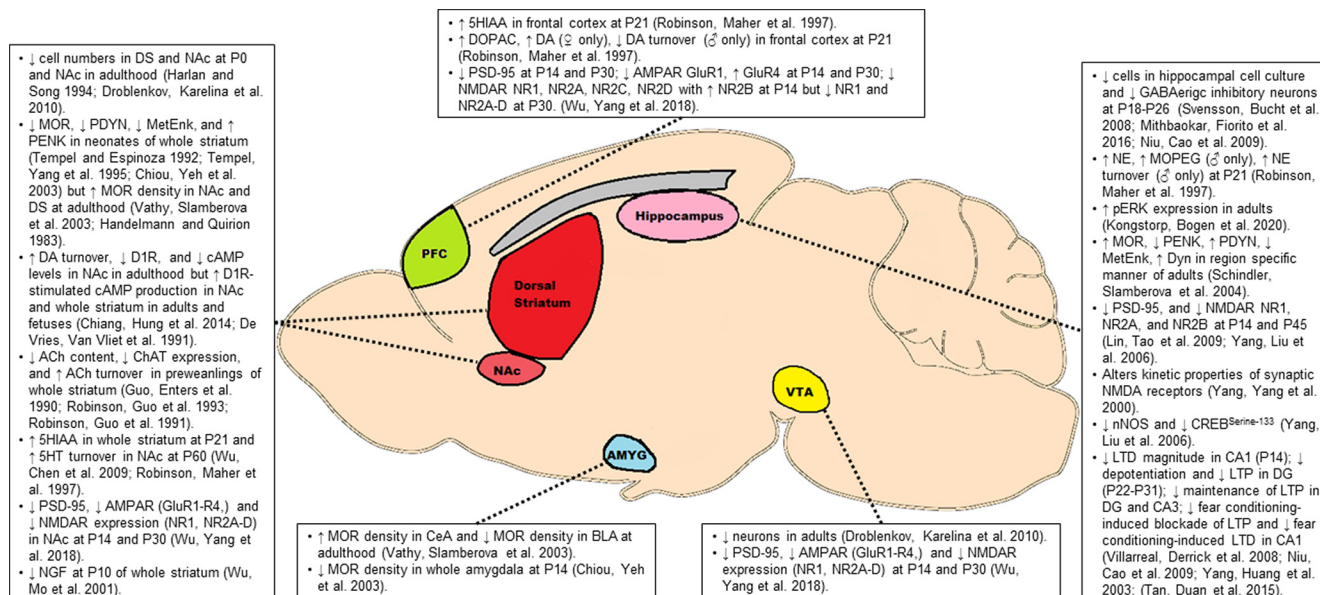 • ↑ 5HIAA in frontal cortex at P21 (Robinson, Maher et al. 1997).
• ↑ DOPAC, ↑ DA (♀ only), ↓ DA turnover (♂ only) in frontal cortex at P21
(Robinson, Maher et al. 1997).
• ↓ PSD-95 at P14 and P30; ↓ AMPAR GluR1, ↑ GluR4 at P14 and P30; ↓
NMDAR NR1, NR2A, NR2C, NR2D with ↑ NR2B at P14 but ↓ NR1 and
NR2A-D at P30. (Wu, Yang et al. 2018).
• ↓ cell numbers in DS and NAc at P0
and NAc in adulthood (Harlan and
Song 1994; Droblenkov, Karelina et al.
2010).
• ↓ MOR, ↓ PDYN, ↓ MetEnk, and ↑
PENK in neonates of whole striatum
(Tempel and Espinoza 1992; Tempel,
Yang et al. 1995; Chiou, Yeh et al.
2003) but ↑ MOR density in NAc and
DS at adulthood (Vathy, Slamberova
et al. 2003; Handelmann and Quirion
1983).
• ↑ DA turnover, ↓ D1R, and ↓ cAMP
levels in NAc in adulthood but ↑ D1R-
stimulated cAMP production in NAc
and whole striatum in adults and
fetuses (Chiang, Hung et al. 2014; De
Vries, Van Vliet et al. 1991).
• ↓ ACh content, ↓ ChAT expression,
and ↑ ACh turnover in preweanlings of
whole striatum (Guo, Enters et al.
1990; Robinson, Guo et al. 1993;
Robinson, Guo et al. 1991).
• ↑ 5HIAA in whole striatum at P21 and
↑ 5HT turnover in NAc at P60 (Wu,
Chen et al. 2009; Robinson, Maher et
al. 1997).
• ↓ PSD-95, ↓ AMPAR (GluR1-R4,) and
↓ NMDAR expression (NR1, NR2A-D)
in NAc at P14 and P30 (Wu, Yang et
al. 2018).
• ↓ NGF at P10 of whole striatum (Wu,
Mo et al. 2001).
PFC
Dorsal
Striatum
Hippocampus
NAc
VTA
AMYG
• ↓ cells in hippocampal cell culture
and ↓ GABAerigc inhibitory neurons
at P18-P26 (Svensson, Bucht et al.
2008; Mithbaokar, Fiorito et al.
2016; Niu, Cao et al. 2009).
• ↑ NE, ↑ MOPEG (♂ only), ↑ NE
turnover (♂ only) at P21 (Robinson,
Maher et al. 1997).
• ↑ pERK expression in adults
(Kongstorp, Bogen et al. 2020).
• ↑ MOR, ↓ PENK, ↑ PDYN, ↓
MetEnk, ↑ Dyn in region specific
manner of adults (Schindler,
Slamberova et al. 2004).
• ↓ PSD-95, and ↓ NMDAR NR1,
NR2A, and NR2B at P14 and P45
(Lin, Tao et al. 2009; Yang, Liu et
al. 2006).
• Alters kinetic properties of synaptic
NMDA receptors (Yang, Yang et al.
2000).
• ↓ nNOS and ↓ CREBSerine-133 (Yang,
Liu et al. 2006).
• ↓ LTD magnitude in CA1 (P14); ↓
depotentiation and ↓ LTP in DG
(P22-P31); ↓ maintenance of LTP in
DG and CA3; ↓ fear conditioning-
induced blockade of LTP and ↓ fear
conditioning-induced LTD in CA1
(Villarreal, Derrick et al. 2008; Niu,
Cao et al. 2009; Yang, Huang et al.
2003; (Tan, Duan et al. 2015).
• ↑ MOR density in CeA and ↓ MOR density in BLA at
adulthood (Vathy, Slamberova et al. 2003).
• ↓ MOR density in whole amygdala at P14 (Chiou, Yeh
et al. 2003).
• ↓ neurons in adults (Droblenkov, Karelina et al. 2010).
• ↓ PSD-95, ↓ AMPAR (GluR1-R4,) and ↓ NMDAR
expression (NR1, NR2A-D) at P14 and P30 (Wu,
Yang et al. 2018).